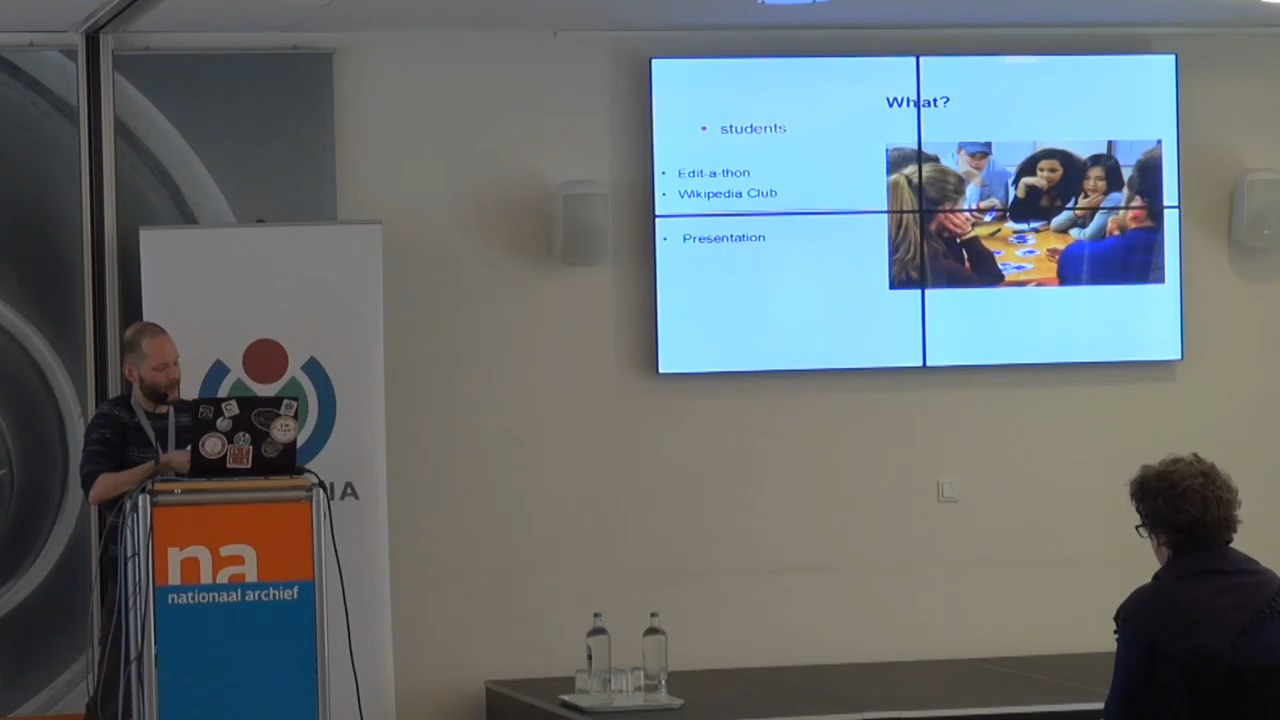 What?
students
Edit-a-thon
Wikipedia Club
Presentation
IA
na
nationaal archief